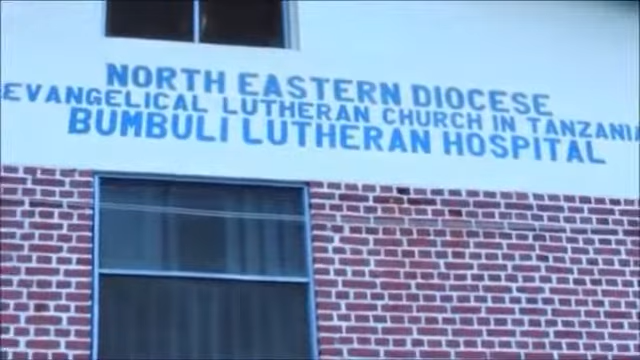 NORTH EASTERN DIOCESE
EVANGELICAL LUTHERAN CHURCH IN TANZANIA
BUMBULI LUTHERAN HOSPITAL